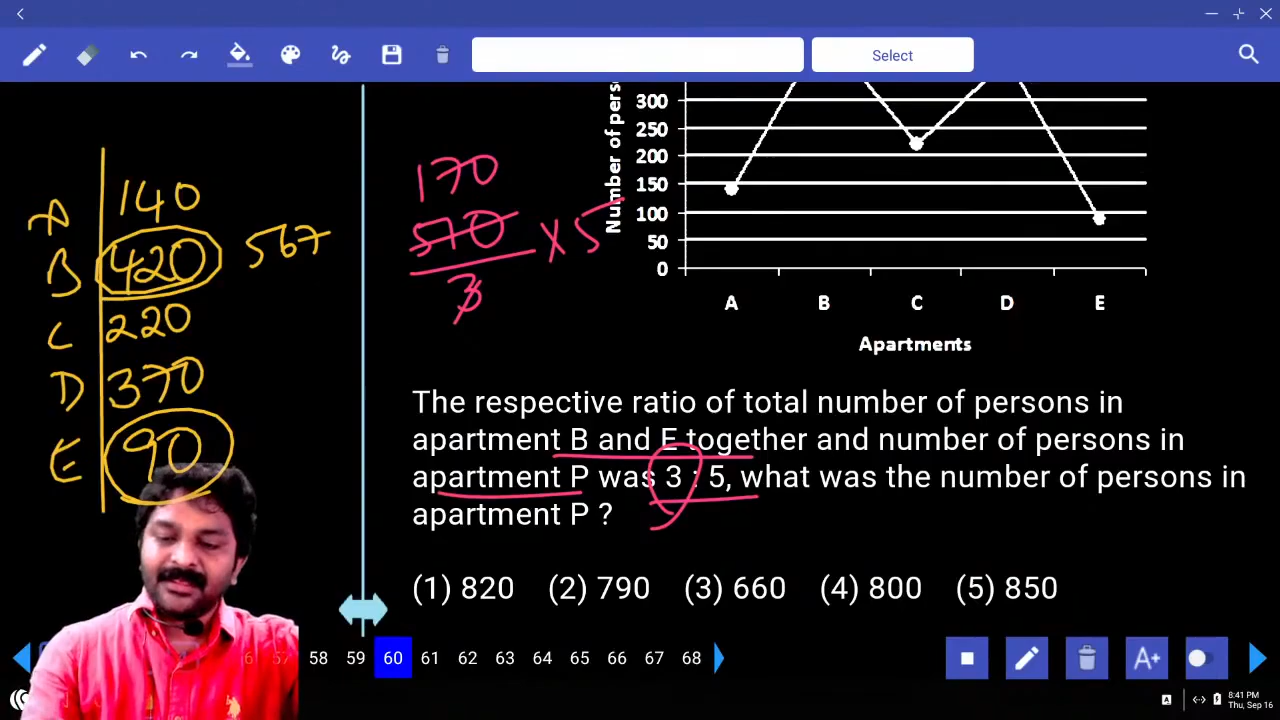 Select
300
250
200
150
100
50
0
Number of perso
A B C D E
Apartments
A 140
B 420 567
C 220
D 370
E 90
170
570 × 5
3
The respective ratio of total number of persons in
apartment B and E together and number of persons in
apartment P was 3 : 5, what was the number of persons in
apartment P ?
(1) 820 (2) 790 (3) 660 (4) 800 (5) 850
57 58 59 60 61 62 63 64 65 66 67 68
A+
A
8:41 PM
Thu, Sep 16